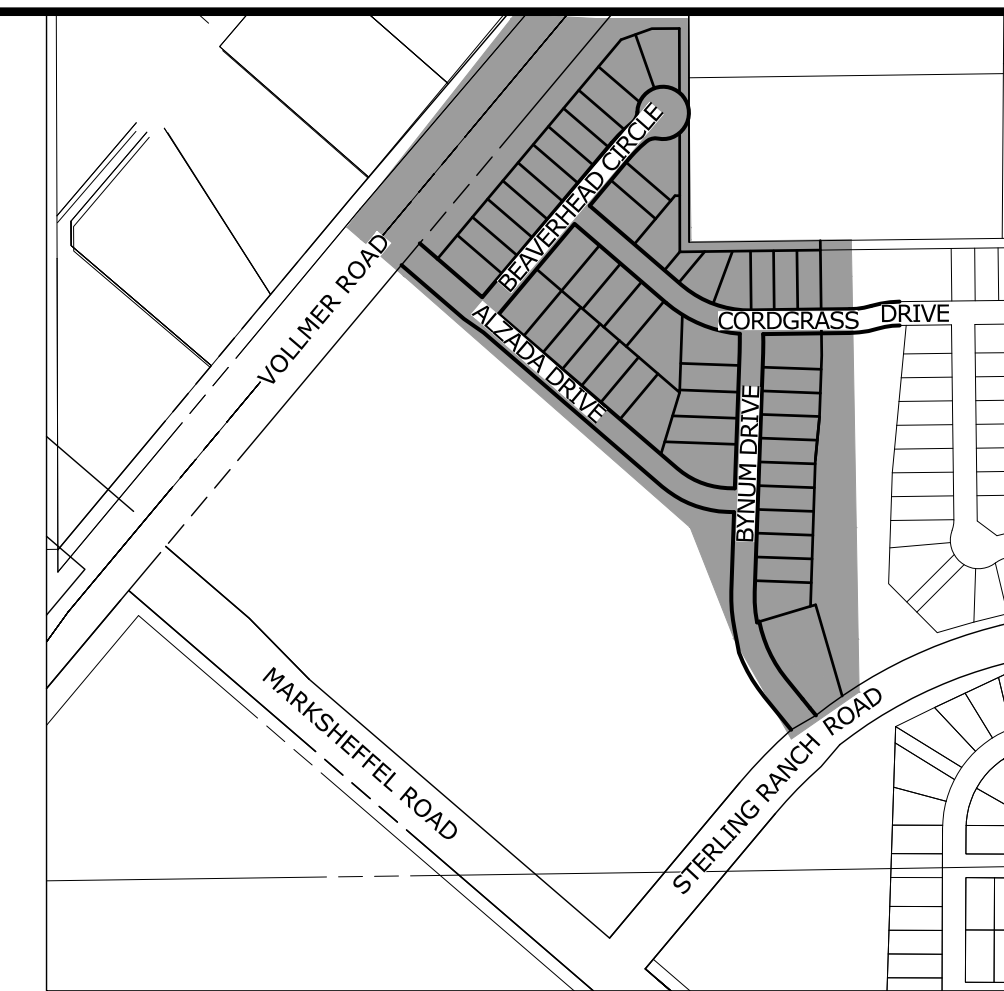 BEAVERHEAD CIRCLE
VOLLMER ROAD
CORDGRASS DRIVE
ALZADA DRIVE
BYNUM DRIVE
MARKSHEFFEL ROAD
STERLING RANCH ROAD